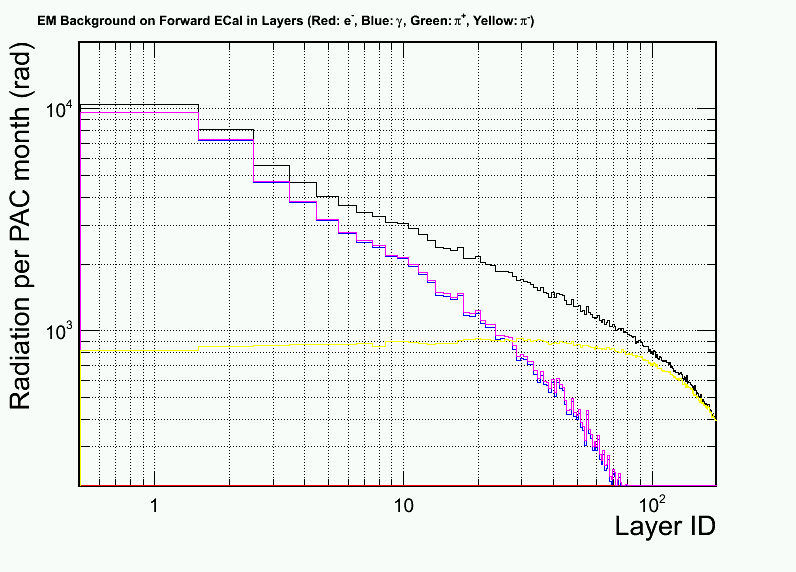 EM Background on Forward ECal in Layers (Red: e⁻, Blue: γ, Green: π⁺, Yellow: π⁻)
Radiation per PAC month (rad)
10⁴
10³
1
10
10²
Layer ID